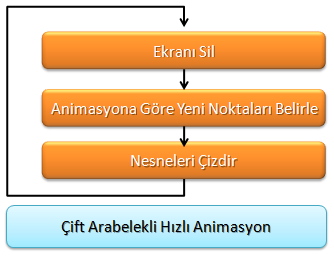 Ekranı Sil
Animasyona Göre Yeni Noktaları Belirle
Nesneleri Çizdir
Çift Arabelekli Hızlı Animasyon